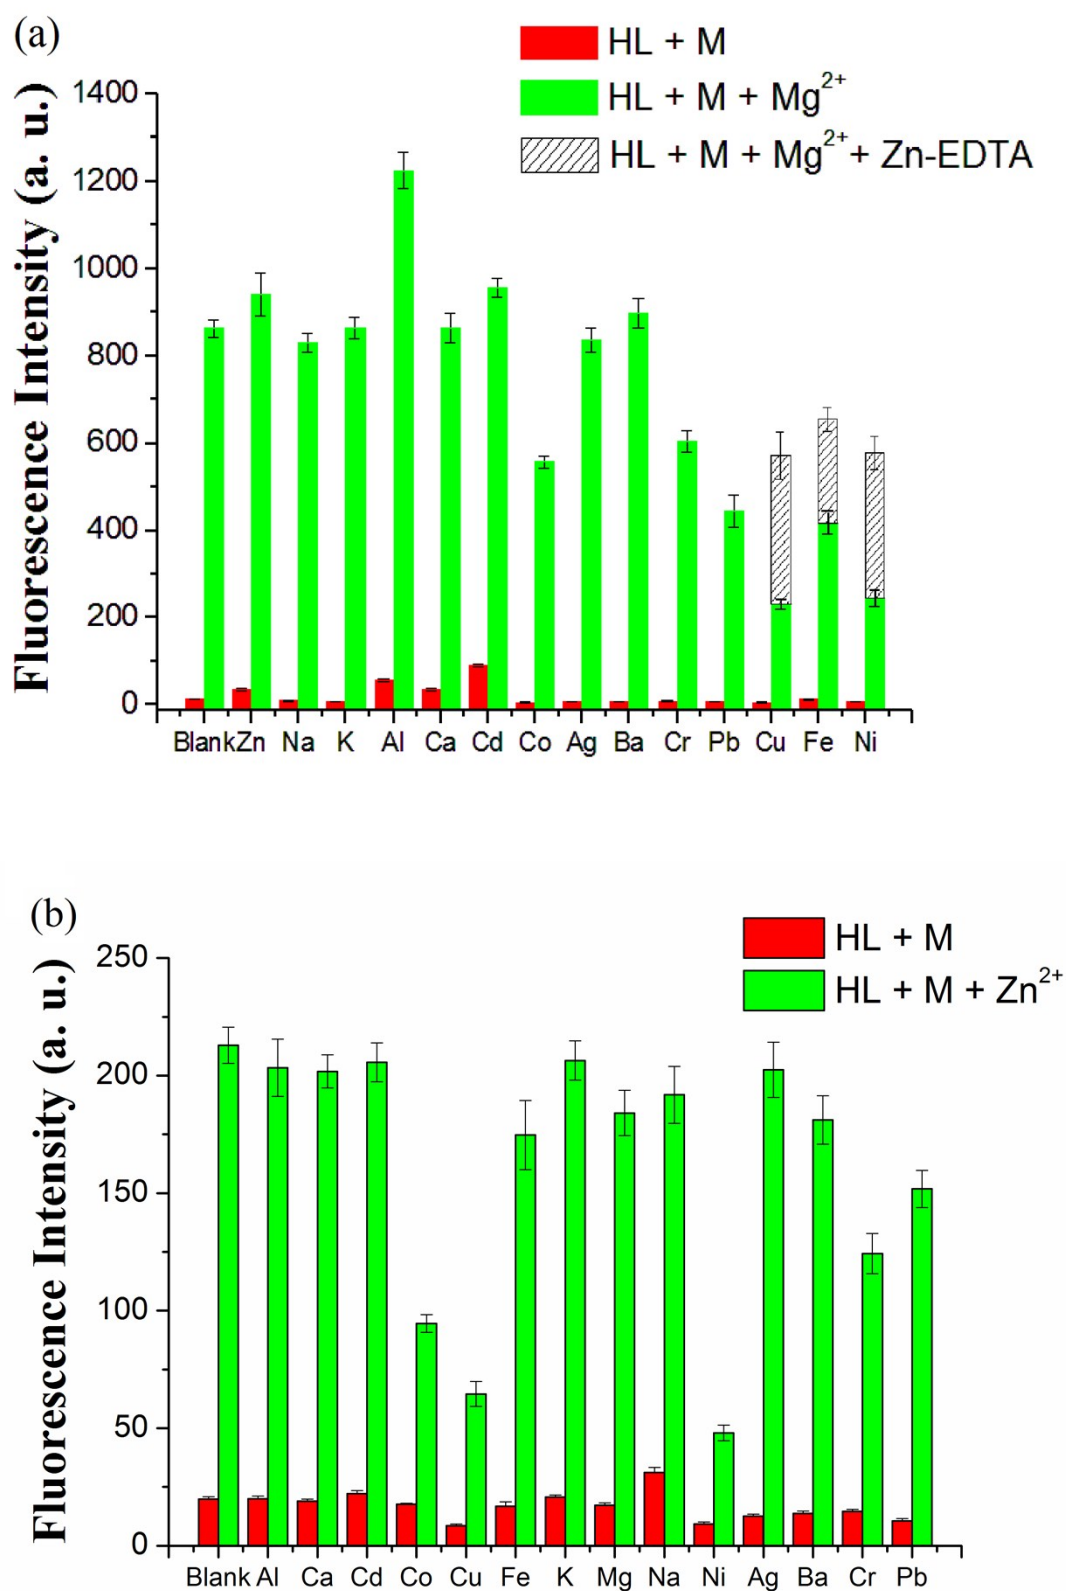 (a)
HL + M
HL + M + Mg²⁺
HL + M + Mg²⁺ + Zn-EDTA
Fluorescence Intensity (a. u.)
1400
1200
1000
800
600
400
200
0
Blank Zn Na K Al Ca Cd Co Ag Ba Cr Pb Cu Fe Ni
(b)
HL + M
HL + M + Zn²⁺
Fluorescence Intensity (a. u.)
250
200
150
100
50
0
Blank Al Ca Cd Co Cu Fe K Mg Na Ni Ag Ba Cr Pb